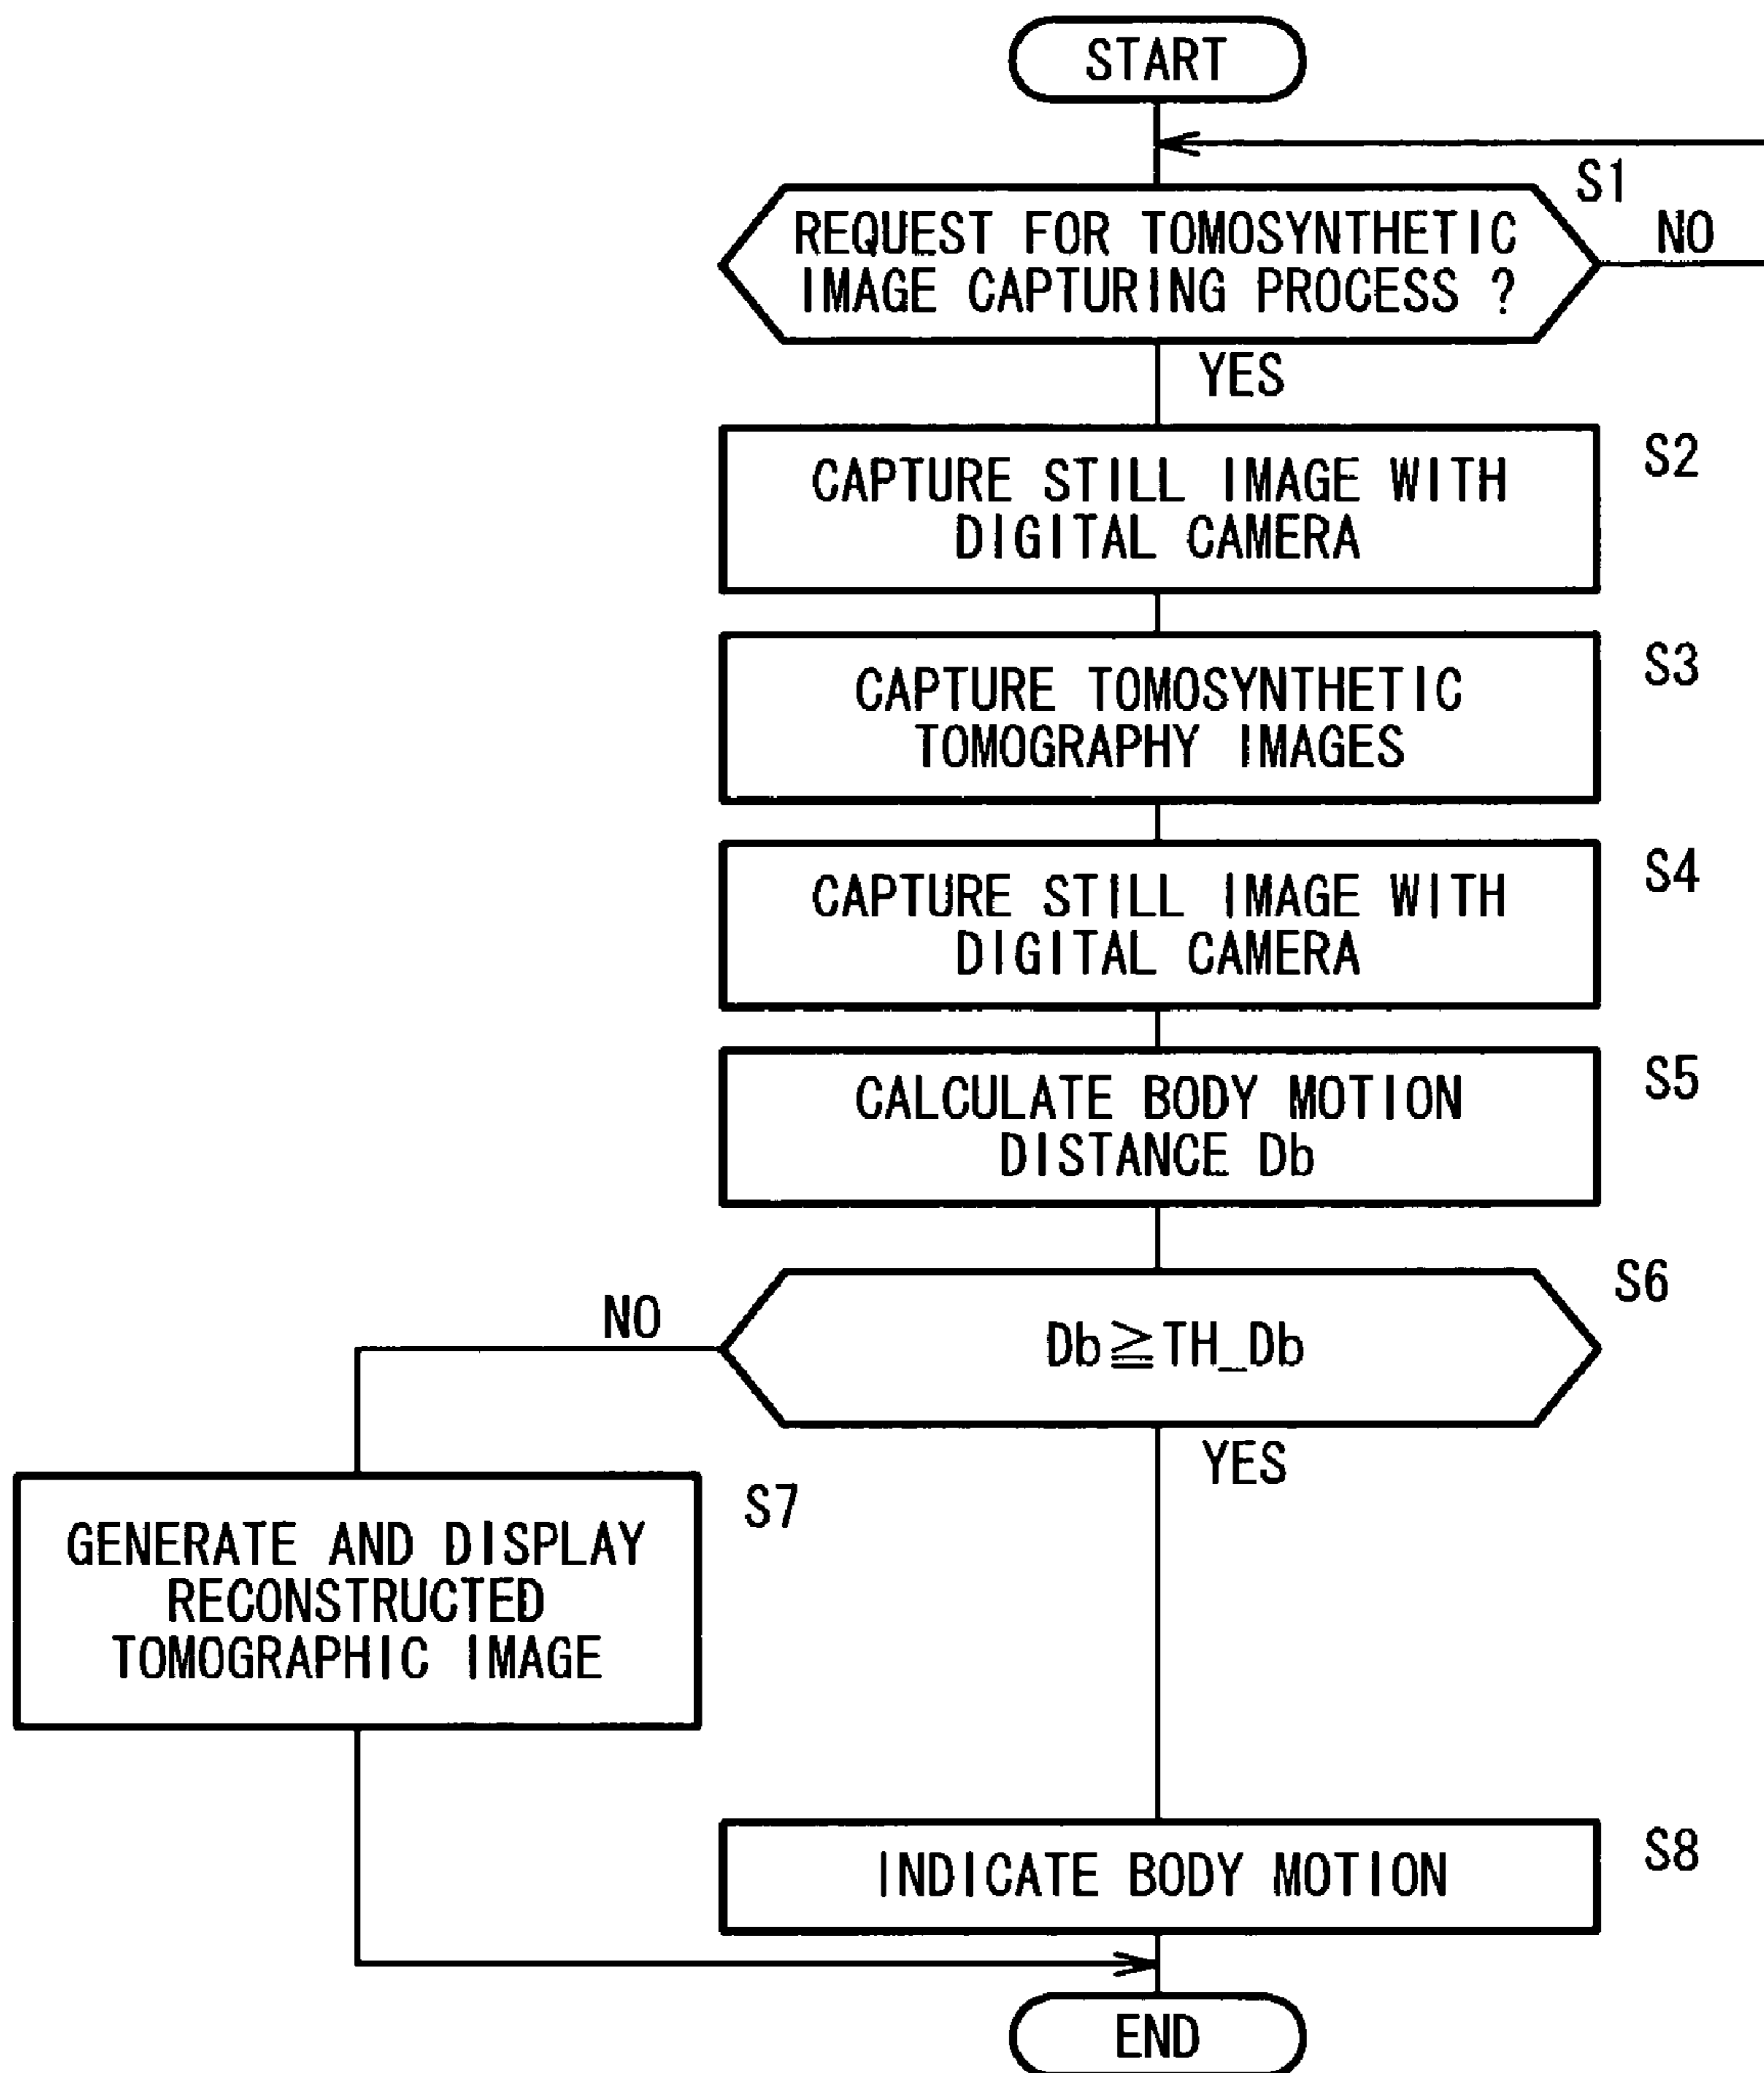 START
S1
REQUEST FOR TOMOSYNTHETIC
IMAGE CAPTURING PROCESS ?
NO
YES
S2
CAPTURE STILL IMAGE WITH
DIGITAL CAMERA
S3
CAPTURE TOMOSYNTHETIC
TOMOGRAPHY IMAGES
S4
CAPTURE STILL IMAGE WITH
DIGITAL CAMERA
S5
CALCULATE BODY MOTION
DISTANCE Db
S6
NO
Db≧TH_Db
YES
S7
GENERATE AND DISPLAY
RECONSTRUCTED
TOMOGRAPHIC IMAGE
S8
INDICATE BODY MOTION
END